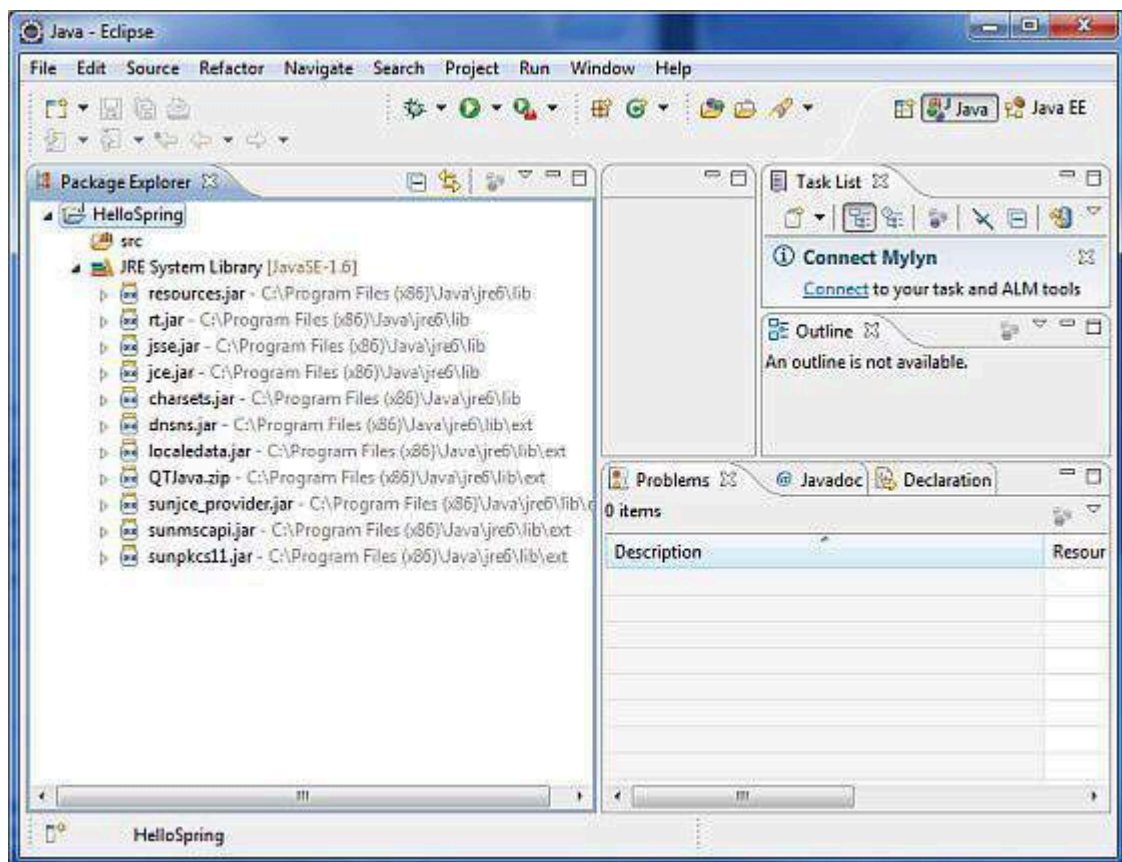 Java - Eclipse
File Edit Source Refactor Navigate Search Project Run Window Help
Java Java EE
Package Explorer
HelloSpring
src
JRE System Library [JavaSE-1.6]
resources.jar - C:\Program Files (x86)\Java\jre6\lib
rt.jar - C:\Program Files (x86)\Java\jre6\lib
jsse.jar - C:\Program Files (x86)\Java\jre6\lib
jce.jar - C:\Program Files (x86)\Java\jre6\lib
charsets.jar - C:\Program Files (x86)\Java\jre6\lib
dnsns.jar - C:\Program Files (x86)\Java\jre6\lib\ext
localedata.jar - C:\Program Files (x86)\Java\jre6\lib\ext
QTJava.zip - C:\Program Files (x86)\Java\jre6\lib\ext
sunjce_provider.jar - C:\Program Files (x86)\Java\jre6\lib\e
sunmscapi.jar - C:\Program Files (x86)\Java\jre6\lib\ext
sunpkcs11.jar - C:\Program Files (x86)\Java\jre6\lib\ext
Task List
Connect Mylyn
Connect to your task and ALM tools
Outline
An outline is not available.
Problems @ Javadoc Declaration
0 items
Description Resour
HelloSpring